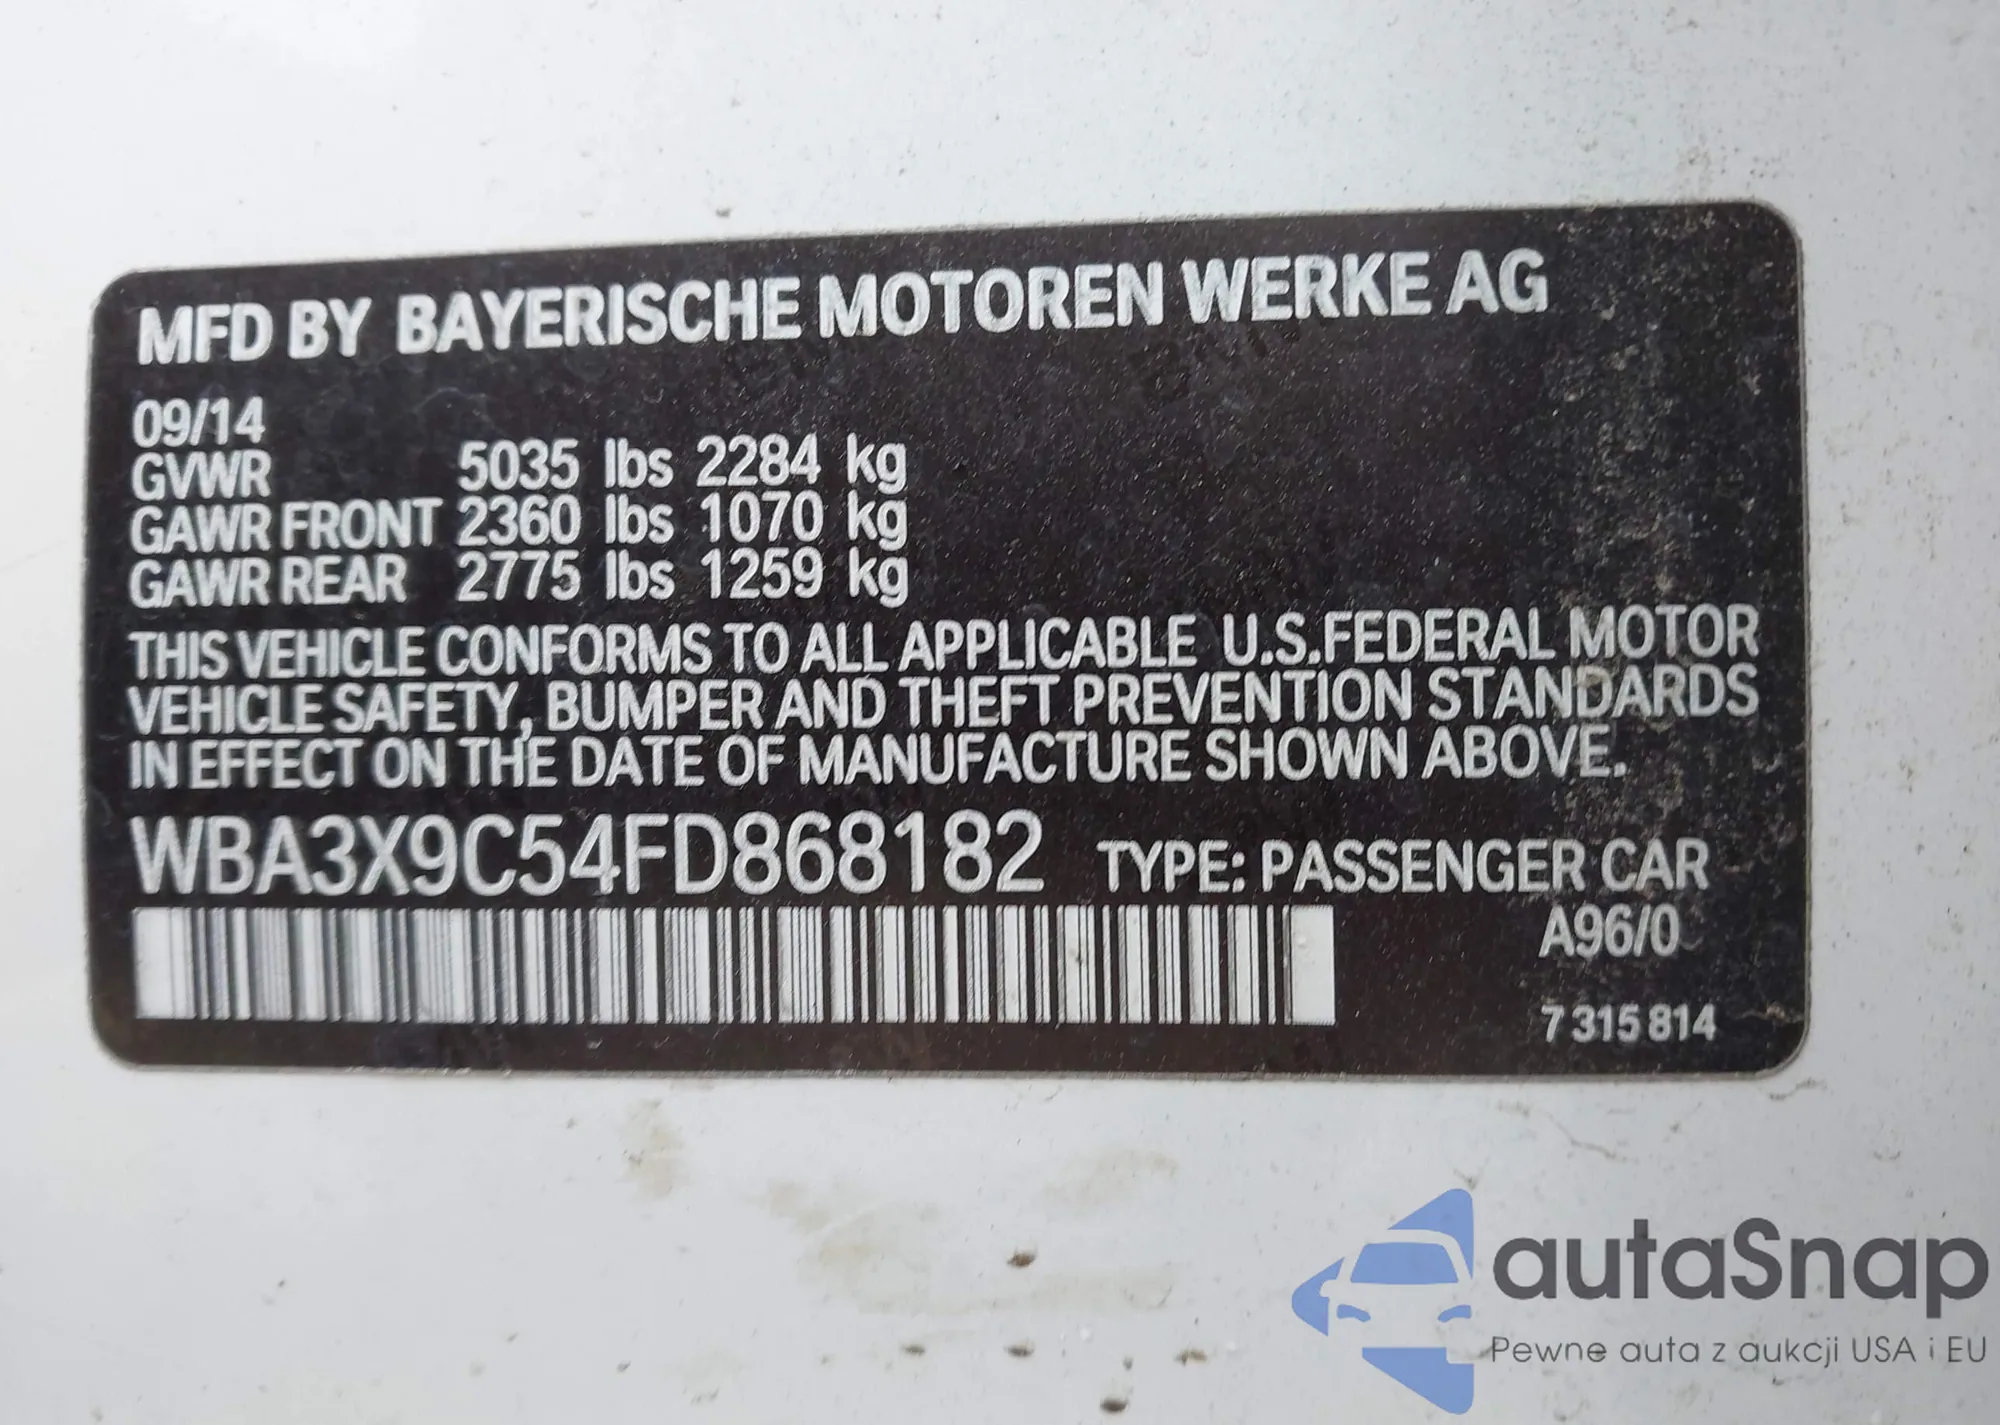 MFD BY BAYERISCHE MOTOREN WERKE AG
09/14
GVWR 5035 lbs 2284 kg
GAWR FRONT 2360 lbs 1070 kg
GAWR REAR 2775 lbs 1259 kg
THIS VEHICLE CONFORMS TO ALL APPLICABLE U.S.FEDERAL MOTOR
VEHICLE SAFETY, BUMPER AND THEFT PREVENTION STANDARDS
IN EFFECT ON THE DATE OF MANUFACTURE SHOWN ABOVE.
WBA3X9C54FD868182 TYPE: PASSENGER CAR
A96/0
7 315 814
autaSnap
Pewne auta z aukcji USA i EU